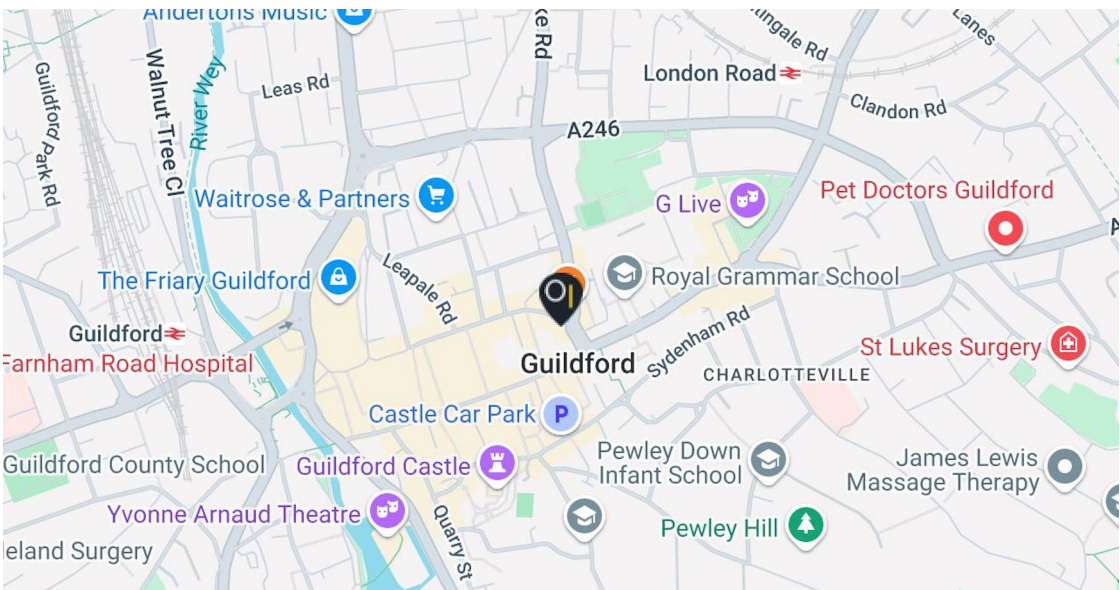 Andertons Music
London Road
Lanes
Leas Rd
Clandon Rd
Walnut Tree Cl
River Wey
Guildford Park Rd
A246
Waitrose & Partners
G Live
Pet Doctors Guildford
The Friary Guildford
Leapale Rd
Royal Grammar School
Guildford
Farnham Road Hospital
Guildford
Sydenham Rd
St Lukes Surgery
CHARLOTTEVILLE
Castle Car Park
P
Guildford County School
Guildford Castle
Pewley Down
Infant School
James Lewis
Massage Therapy
Yvonne Arnaud Theatre
Quarry St
Pewley Hill
Surgery